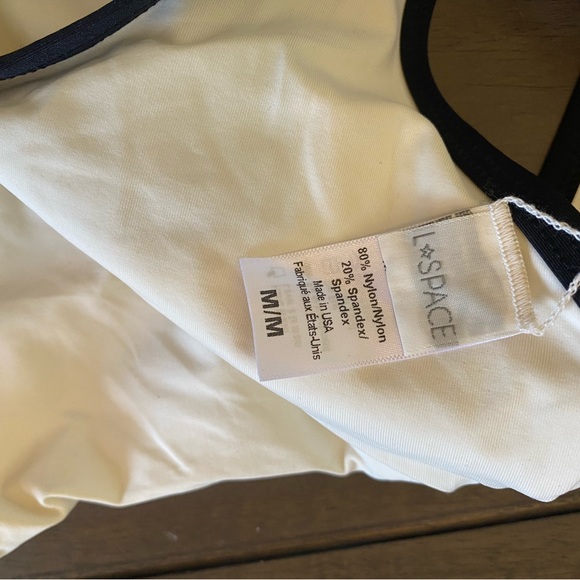 L☆SPACE
80% Nylon/Nylon
20% Spandex/
Spandex
Made in USA
Fabriqué aux États-Unis
M/M